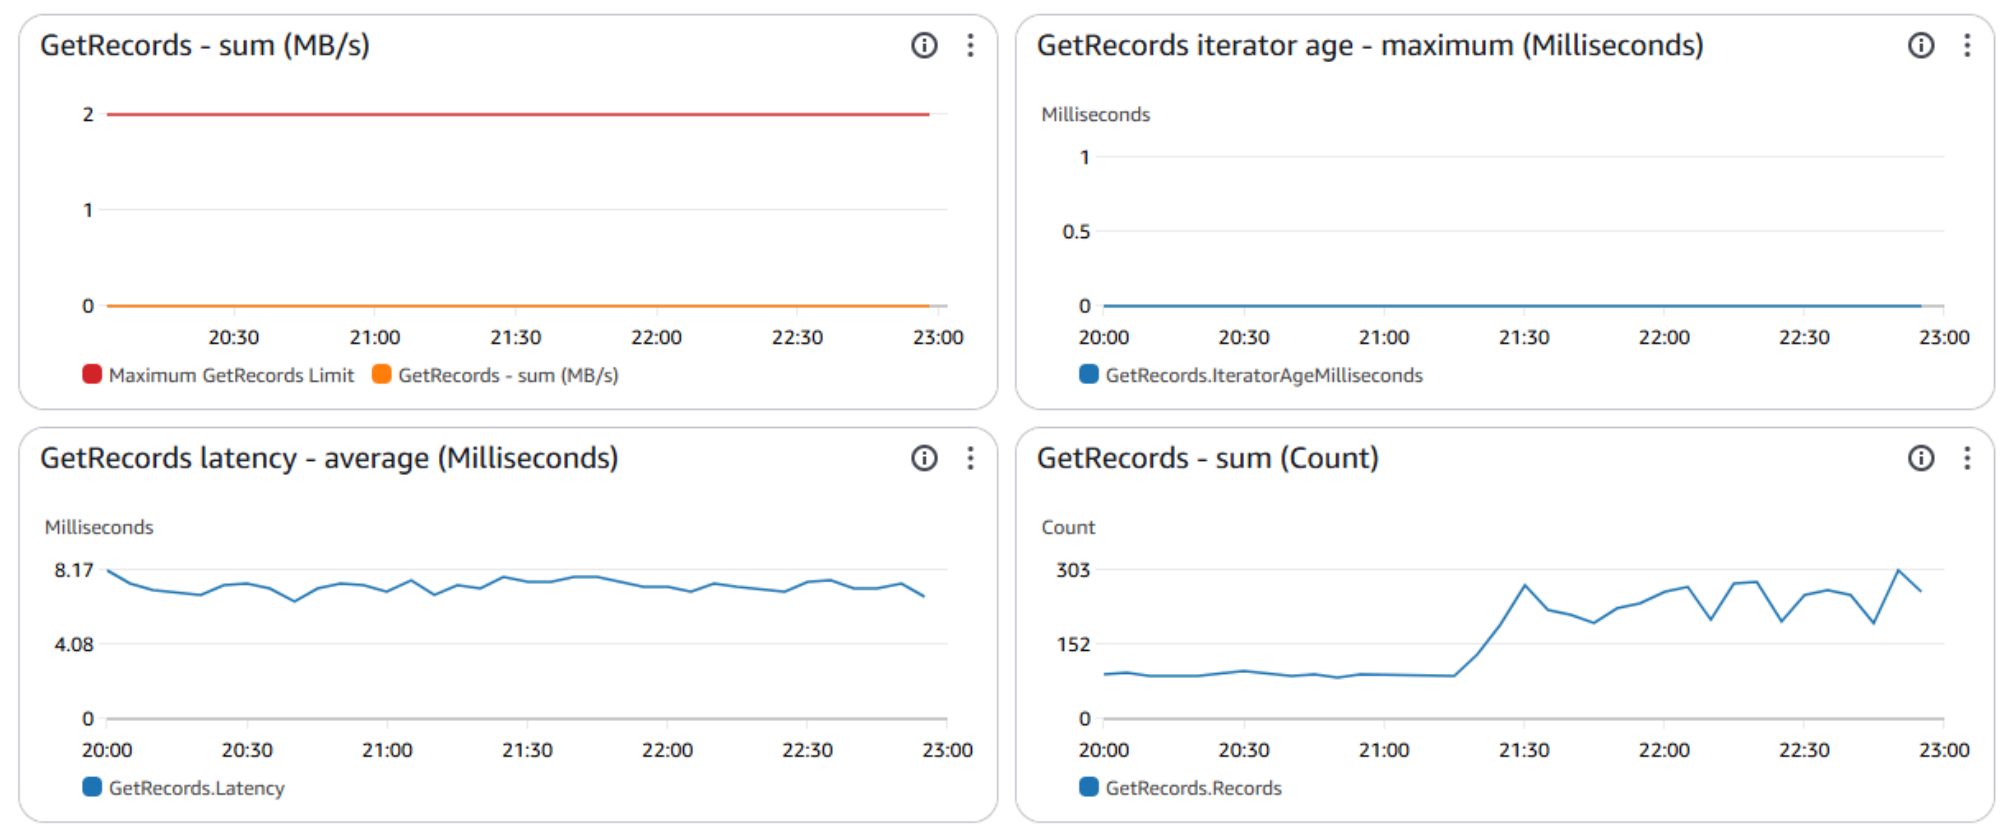 GetRecords - sum (MB/s)
2
1
0
20:30 21:00 21:30 22:00 22:30 23:00
Maximum GetRecords Limit GetRecords - sum (MB/s)
GetRecords iterator age - maximum (Milliseconds)
Milliseconds
1
0.5
0
20:00 20:30 21:00 21:30 22:00 22:30 23:00
GetRecords.IteratorAgeMilliseconds
GetRecords latency - average (Milliseconds)
Milliseconds
8.17
4.08
0
20:00 20:30 21:00 21:30 22:00 22:30 23:00
GetRecords.Latency
GetRecords - sum (Count)
Count
303
152
0
20:00 20:30 21:00 21:30 22:00 22:30 23:00
GetRecords.Records